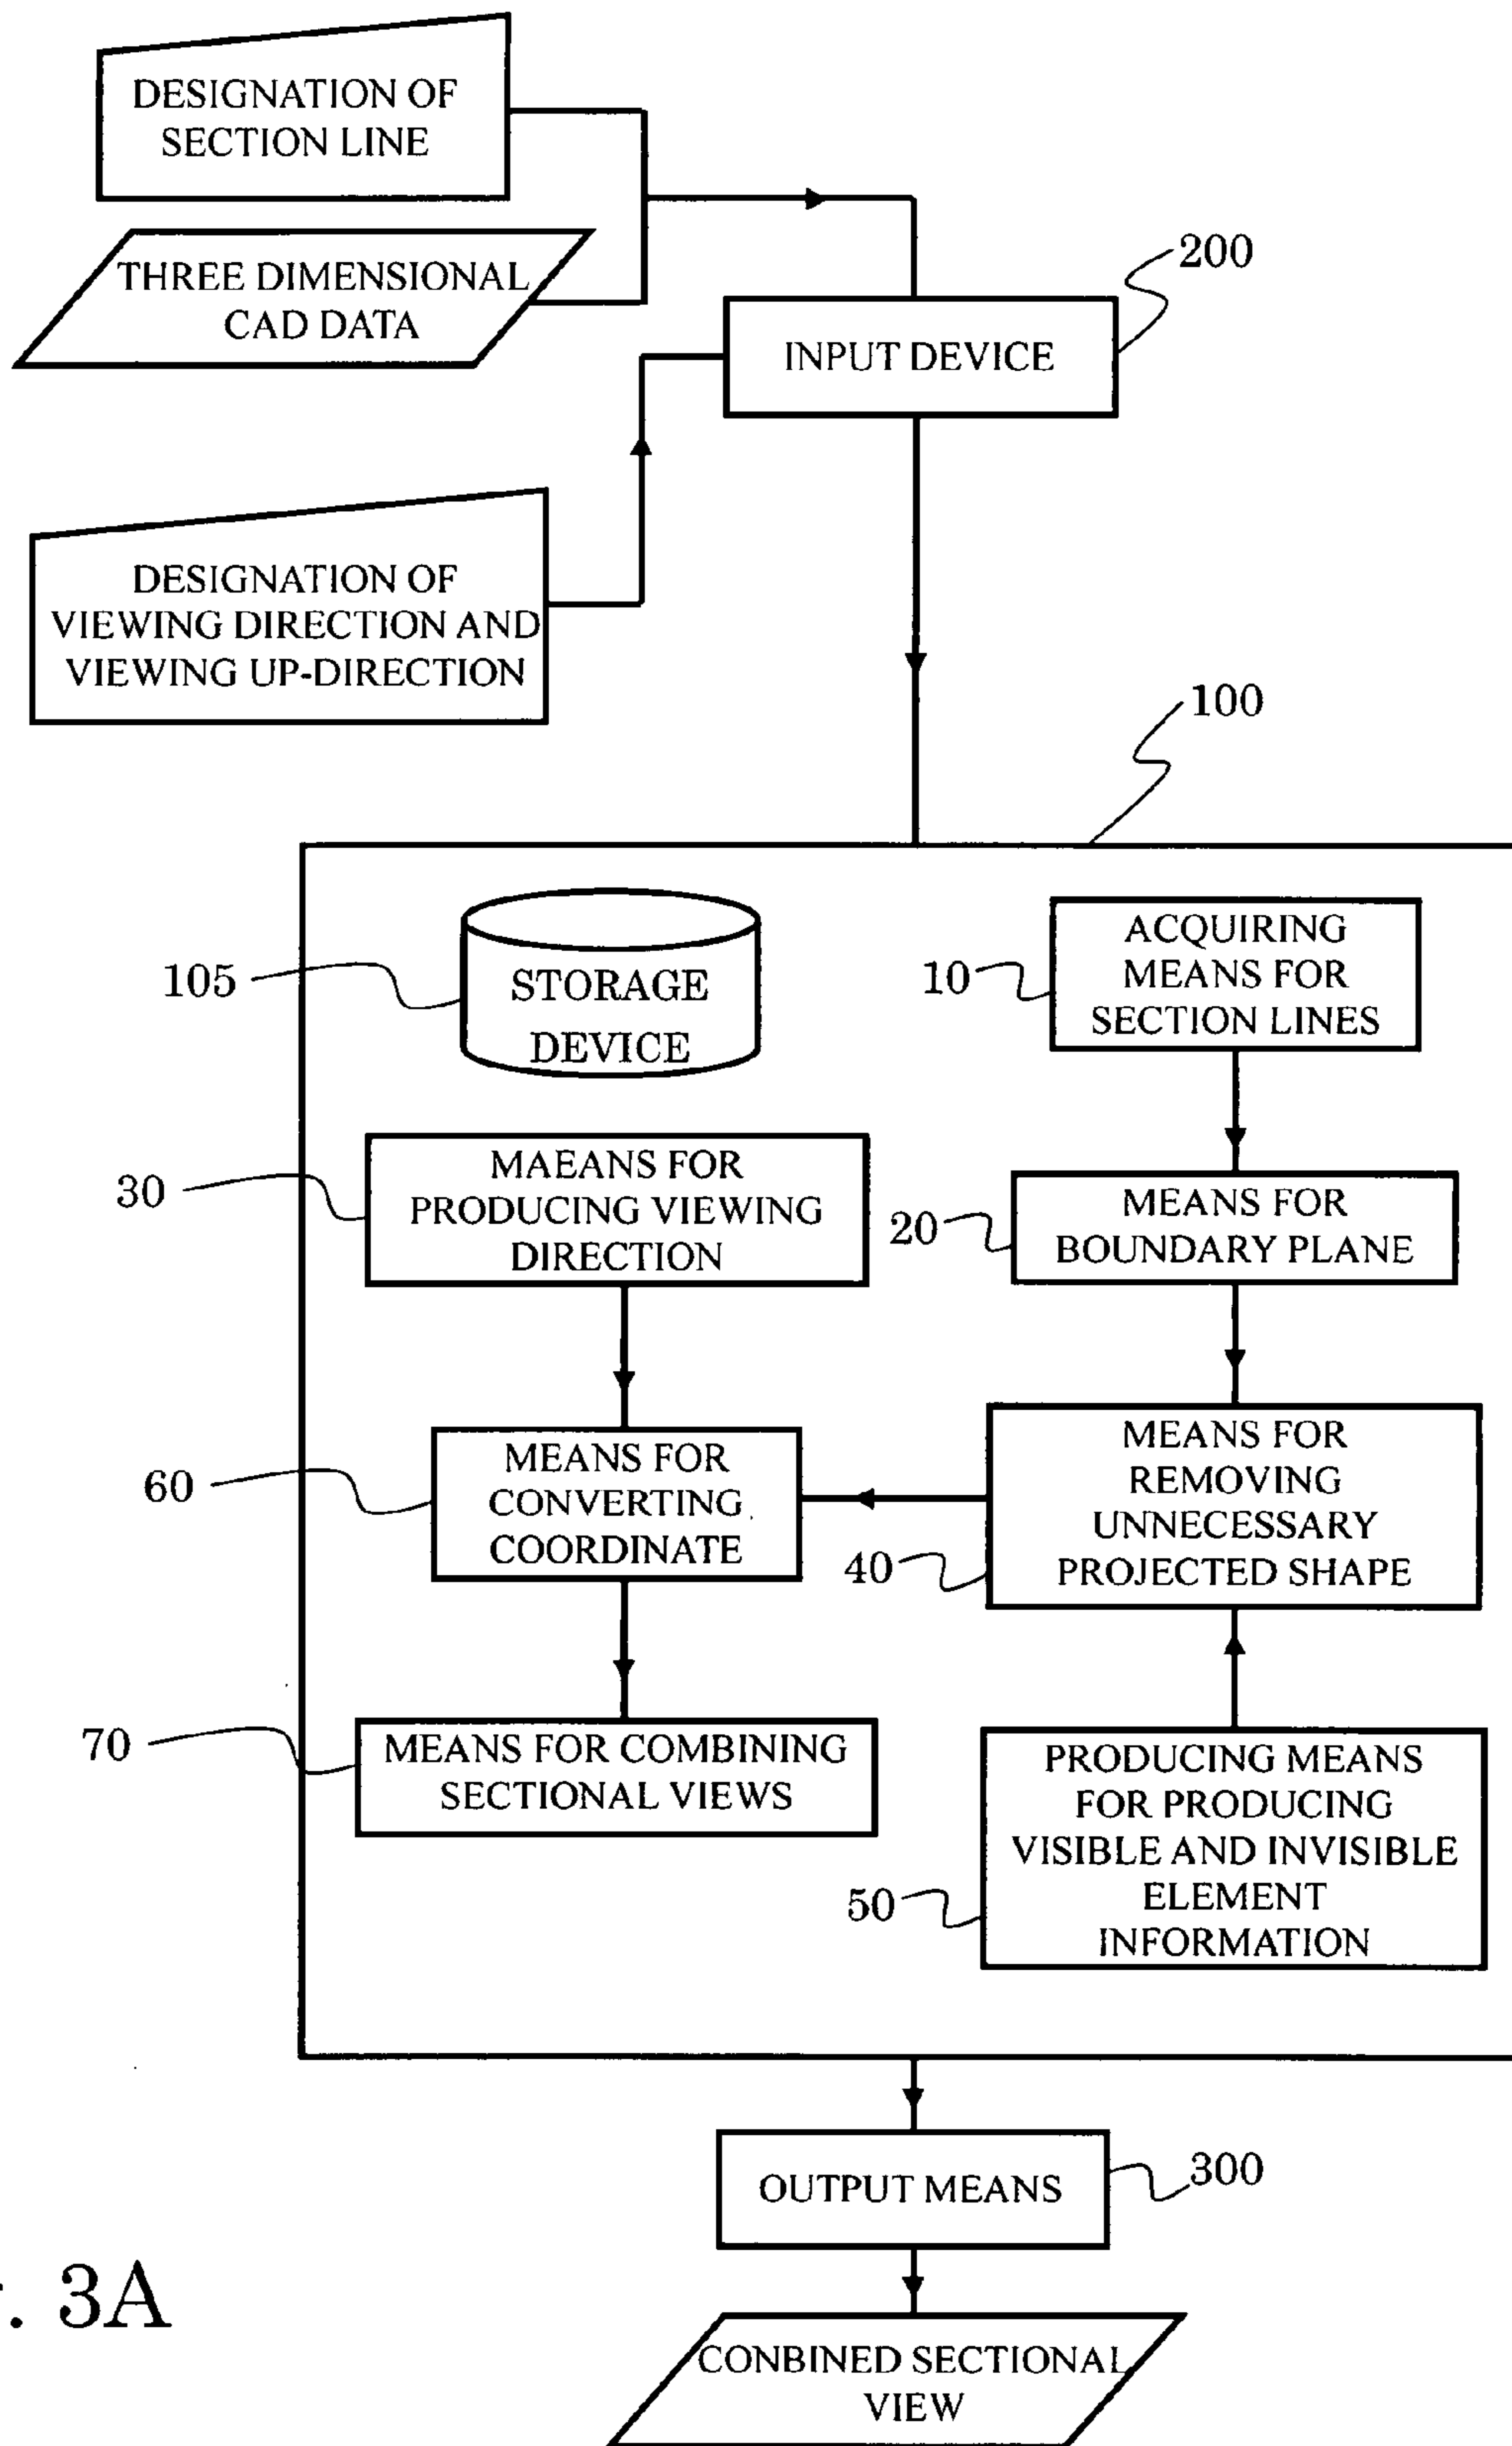 DESIGNATION OF
SECTION LINE
THREE DIMENSIONAL
CAD DATA
200
INPUT DEVICE
DESIGNATION OF
VIEWING DIRECTION AND
VIEWING UP-DIRECTION
100
105
STORAGE
DEVICE
10
ACQUIRING
MEANS FOR
SECTION LINES
30
MAEANS FOR
PRODUCING VIEWING
DIRECTION
20
MEANS FOR
BOUNDARY PLANE
60
MEANS FOR
CONVERTING
COORDINATE
40
MEANS FOR
REMOVING
UNNECESSARY
PROJECTED SHAPE
70
MEANS FOR COMBINING
SECTIONAL VIEWS
50
PRODUCING MEANS
FOR PRODUCING
VISIBLE AND INVISIBLE
ELEMENT
INFORMATION
OUTPUT MEANS
300
. 3A
CONBINED SECTIONAL
VIEW